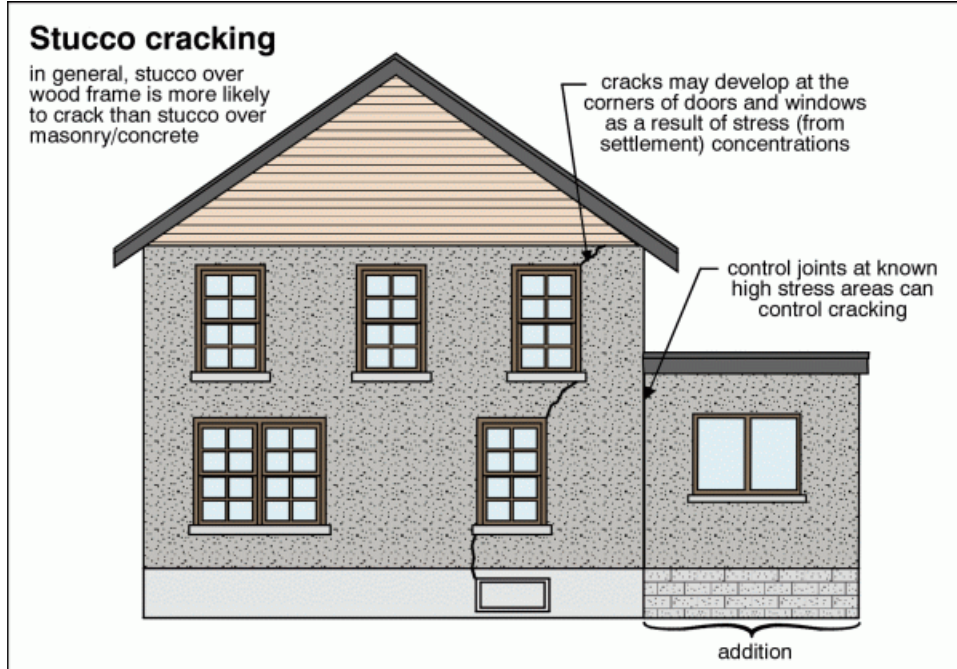 Stucco cracking
in general, stucco over
wood frame is more likely
to crack than stucco over
masonry/concrete
cracks may develop at the
corners of doors and windows
as a result of stress (from
settlement) concentrations
control joints at known
high stress areas can
control cracking
addition